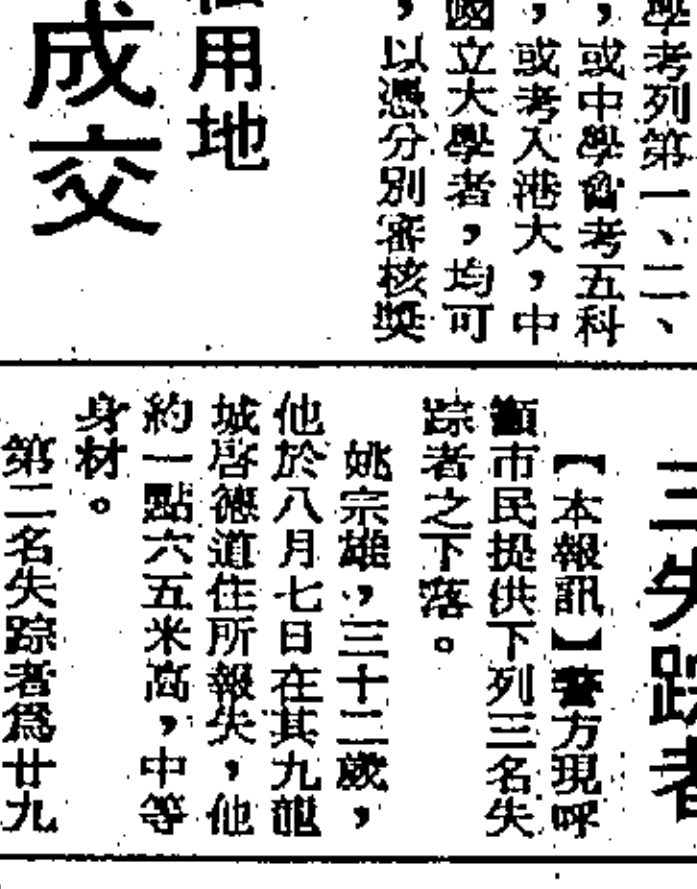 學考列第一、二、
，或中學會考五科
，或考入港大，中
國立大學者，均可
，以憑分別審核獎
用地
成交
三失踪者
【本報訊】警方現呼
籲市民提供下列三名失
踪者之下落。
姚宗雄，三十二歲，
他於八月七日在其九龍
城啓德道住所報失，他
約一點六五米高，中等
身材。
第二名失踪者爲廿九